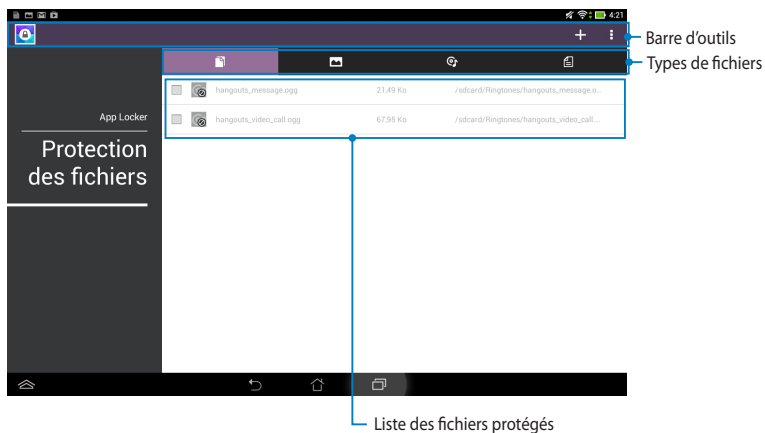 4:21
Barre d'outils
Types de fichiers
hangouts_message.ogg 21,49 Ko /sdcard/Ringtones/hangouts_message.o...
hangouts_video_call.ogg 67,95 Ko /sdcard/Ringtones/hangouts_video_call...
App Locker
Protection
des fichiers
Liste des fichiers protégés